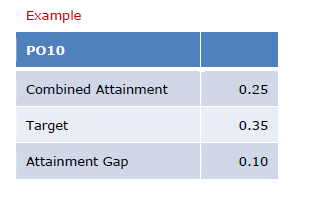 Example
PO10
Combined Attainment 0.25
Target 0.35
Attainment Gap 0.10